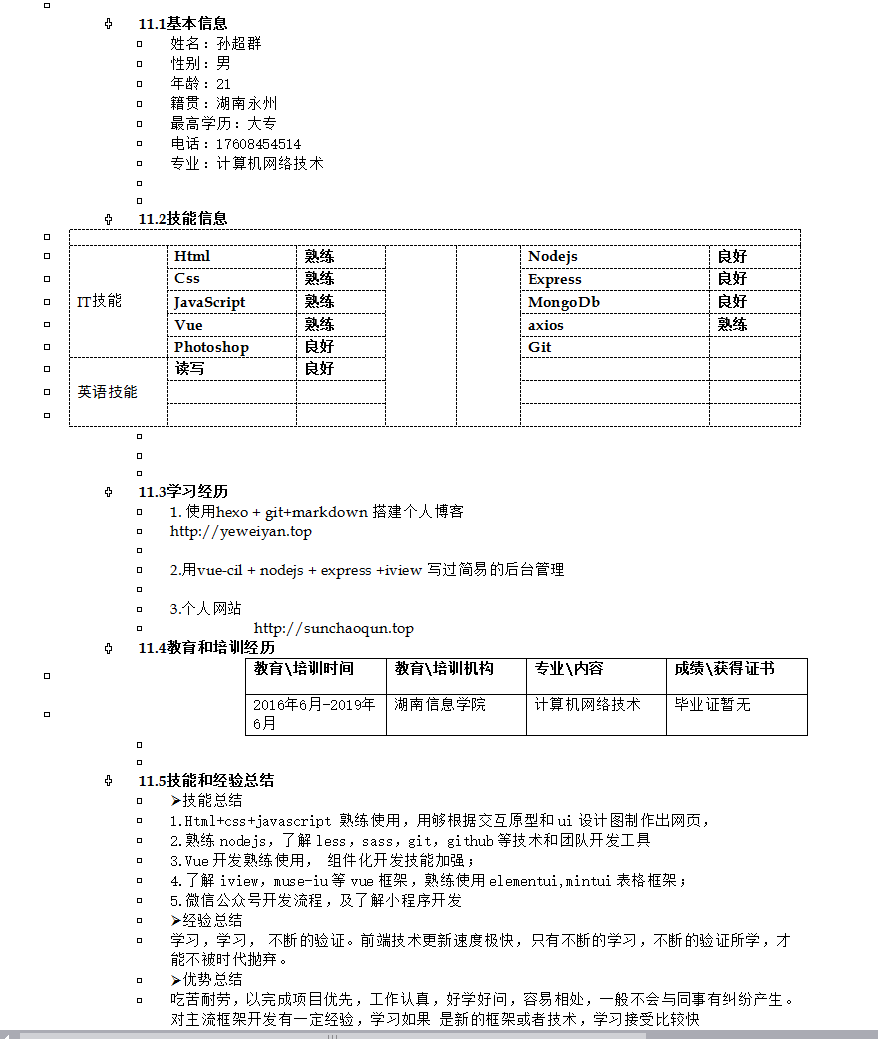 11.1基本信息
姓名：孙超群
性别：男
年龄：21
籍贯：湖南永州
最高学历：大专
电话：17608454514
专业：计算机网络技术
11.2技能信息
IT技能
Html 熟练 Nodejs 良好
Css 熟练 Express 良好
JavaScript 熟练 MongoDb 良好
Vue 熟练 axios 熟练
Photoshop 良好 Git
英语技能
读写 良好
11.3学习经历
1. 使用hexo + git+markdown 搭建个人博客
http://yeweiyan.top
2.用vue-cil + nodejs + express +iview 写过简易的后台管理
3.个人网站
http://sunchaoqun.top
11.4教育和培训经历
教育\培训时间 教育\培训机构 专业\内容 成绩\获得证书
2016年6月-2019年 湖南信息学院 计算机网络技术 毕业证暂无
6月
11.5技能和经验总结
➢技能总结
1.Html+css+javascript 熟练使用，用够根据交互原型和 ui 设计图制作出网页，
2.熟练 nodejs，了解 less，sass，git，github 等技术和团队开发工具
3.Vue 开发熟练使用， 组件化开发技能加强；
4.了解 iview，muse-iu 等 vue 框架，熟练使用 elementui,mintui 表格框架；
5.微信公众号开发流程，及了解小程序开发
➢经验总结
学习，学习， 不断的验证。前端技术更新速度极快，只有不断的学习，不断的验证所学，才
能不被时代抛弃。
➢优势总结
吃苦耐劳，以完成项目优先，工作认真，好学好问，容易相处，一般不会与同事有纠纷产生。
对主流框架开发有一定经验，学习如果 是新的框架或者技术，学习接受比较快